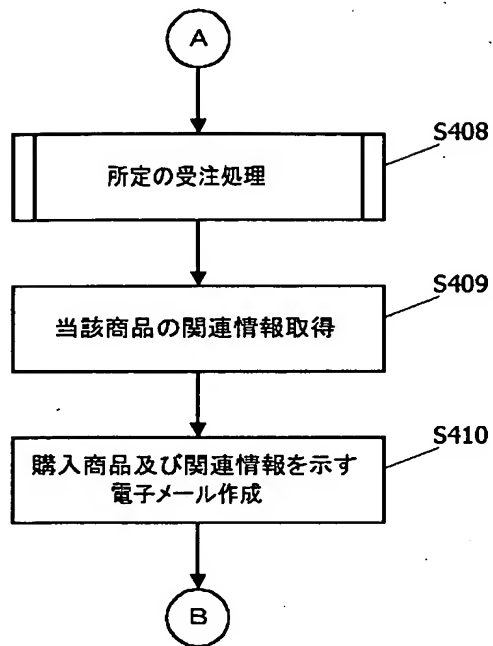 A
S408
所定の受注処理
S409
当該商品の関連情報取得
S410
購入商品及び関連情報を示す
電子メール作成
B